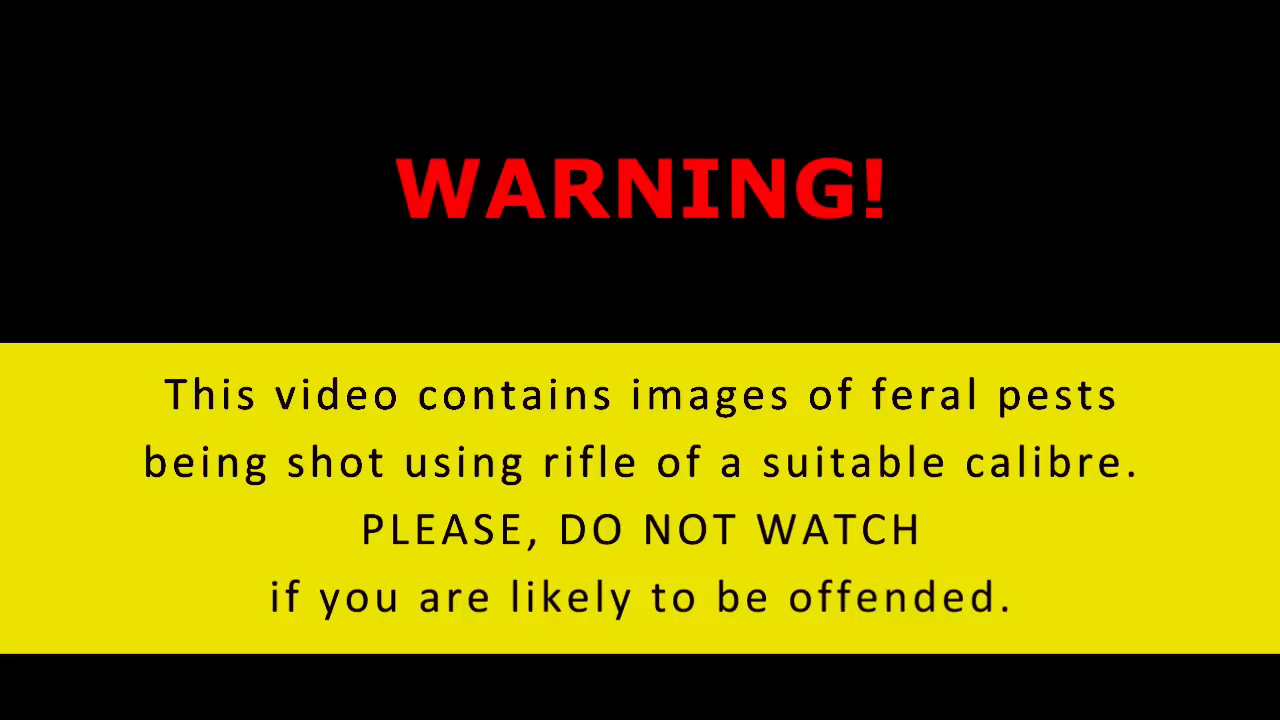 WARNING!
This video contains images of feral pests
being shot using rifle of a suitable calibre.
PLEASE, DO NOT WATCH
if you are likely to be offended.